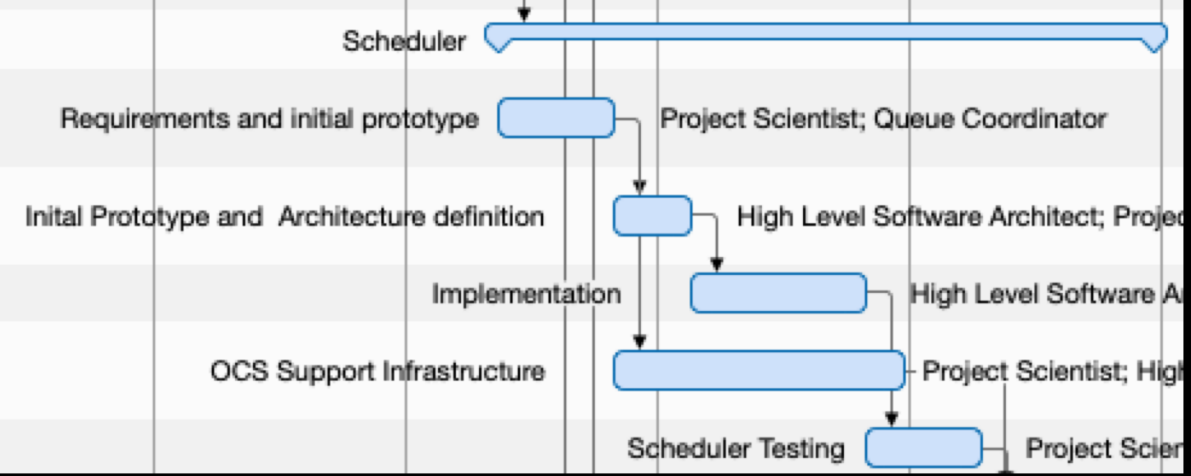 Scheduler
Requirements and initial prototype Project Scientist; Queue Coordinator
Inital Prototype and Architecture definition High Level Software Architect;
Implementation High Level Software
OCS Support Infrastructure Project Scientist;
Scheduler Testing Project